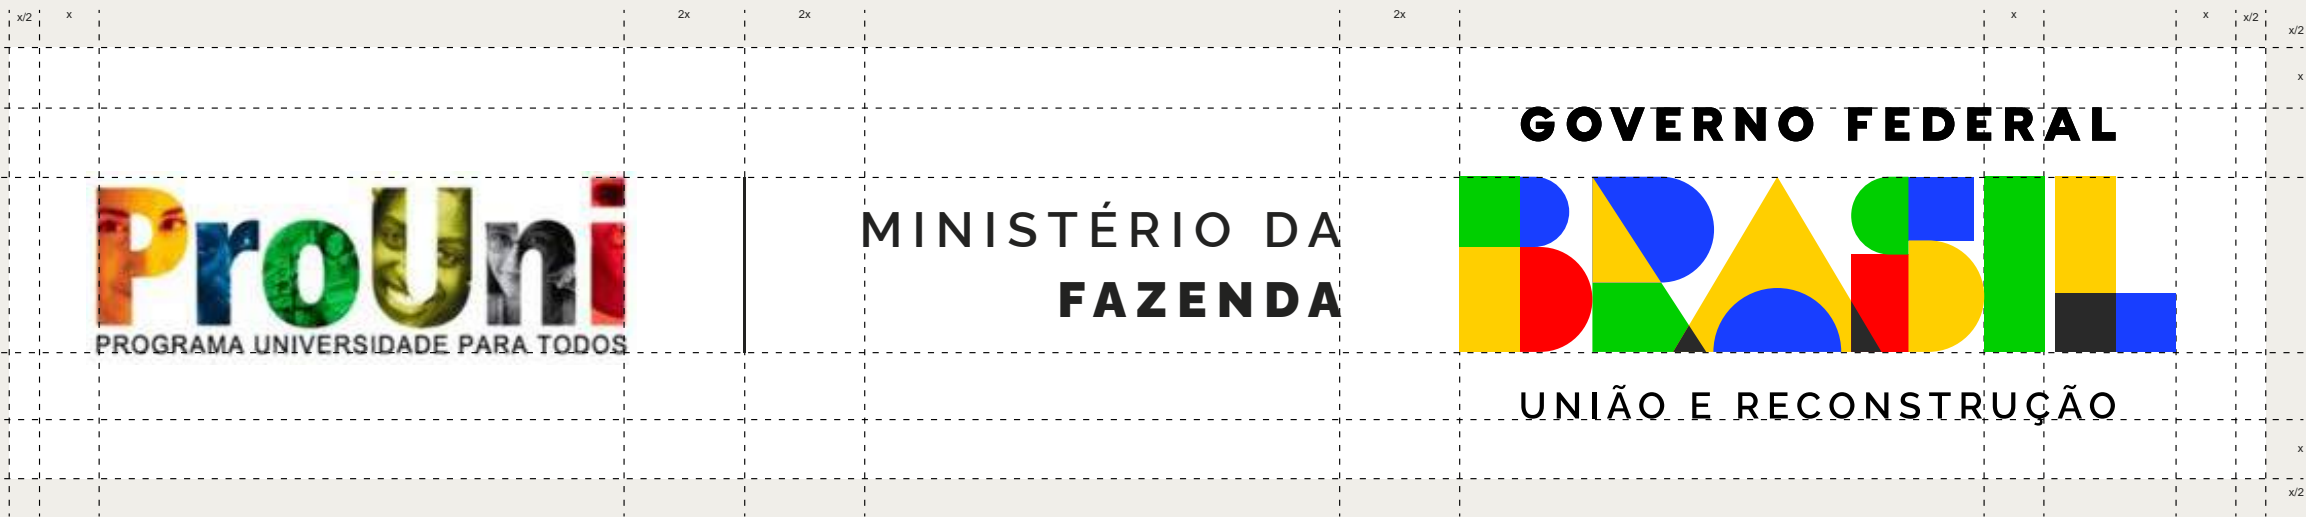 x/2 x 2x 2x 2x x x x/2
x/2
x
ProUni
PROGRAMA UNIVERSIDADE PARA TODOS
MINISTÉRIO DA
FAZENDA
GOVERNO FEDERAL
BRASIL
UNIÃO E RECONSTRUÇÃO
x
x/2